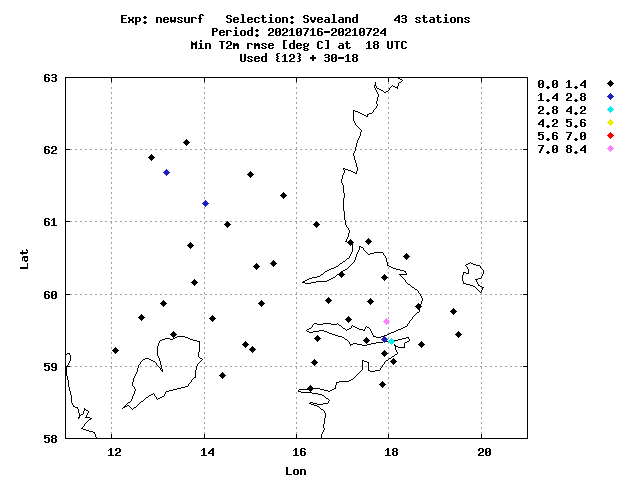 Exp: newsurf   Selection: Svealand     43 stations
Period: 20210716-20210724
Min T2m rmse [deg C] at  18 UTC
Used {12} + 30-18
63
62
61
60
59
58
Lat
12 14 16 18 20
Lon
0.0 1.4
1.4 2.8
2.8 4.2
4.2 5.6
5.6 7.0
7.0 8.4